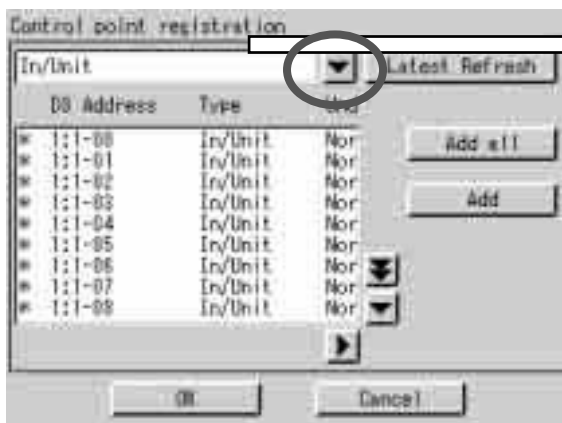 Control point registration
In/Unit Latest Refresh
D3 Address Type
* 1:1-00 In/Unit Nor
* 1:1-01 In/Unit Nor
* 1:1-02 In/Unit Nor
* 1:1-03 In/Unit Nor
* 1:1-04 In/Unit Nor
* 1:1-05 In/Unit Nor
* 1:1-06 In/Unit Nor
* 1:1-07 In/Unit Nor
* 1:1-08 In/Unit Nor
Add all
Add
OK Cancel